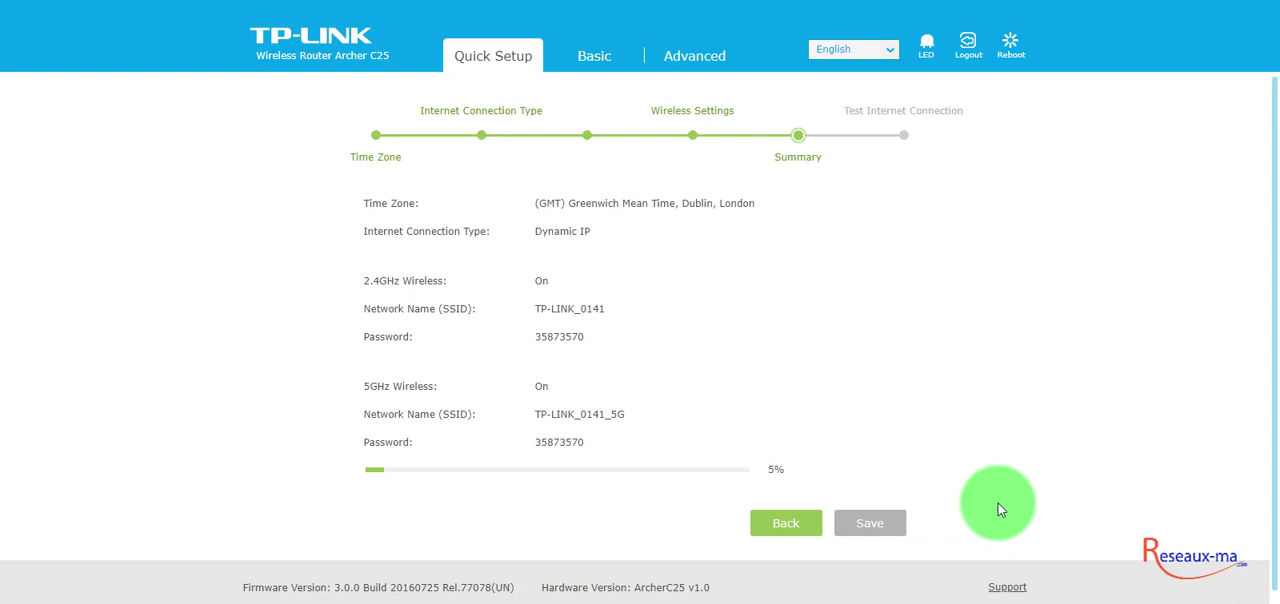 TP-LINK
Wireless Router Archer C25
Quick Setup
Basic
Advanced
English
LED
Logout
Reboot
Internet Connection Type
Wireless Settings
Test Internet Connection
Time Zone
Summary
Time Zone: (GMT) Greenwich Mean Time, Dublin, London
Internet Connection Type: Dynamic IP
2.4GHz Wireless: On
Network Name (SSID): TP-LINK_0141
Password: 35873570
5GHz Wireless: On
Network Name (SSID): TP-LINK_0141_5G
Password: 35873570
5%
Back
Save
Reseaux-ma.com
Firmware Version: 3.0.0 Build 20160725 Rel.77078(UN)
Hardware Version: ArcherC25 v1.0
Support